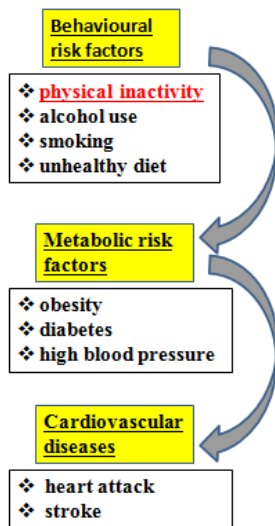 Behavioural
risk factors
❖ physical inactivity
❖ alcohol use
❖ smoking
❖ unhealthy diet
Metabolic risk
factors
❖ obesity
❖ diabetes
❖ high blood pressure
Cardiovascular
diseases
❖ heart attack
❖ stroke